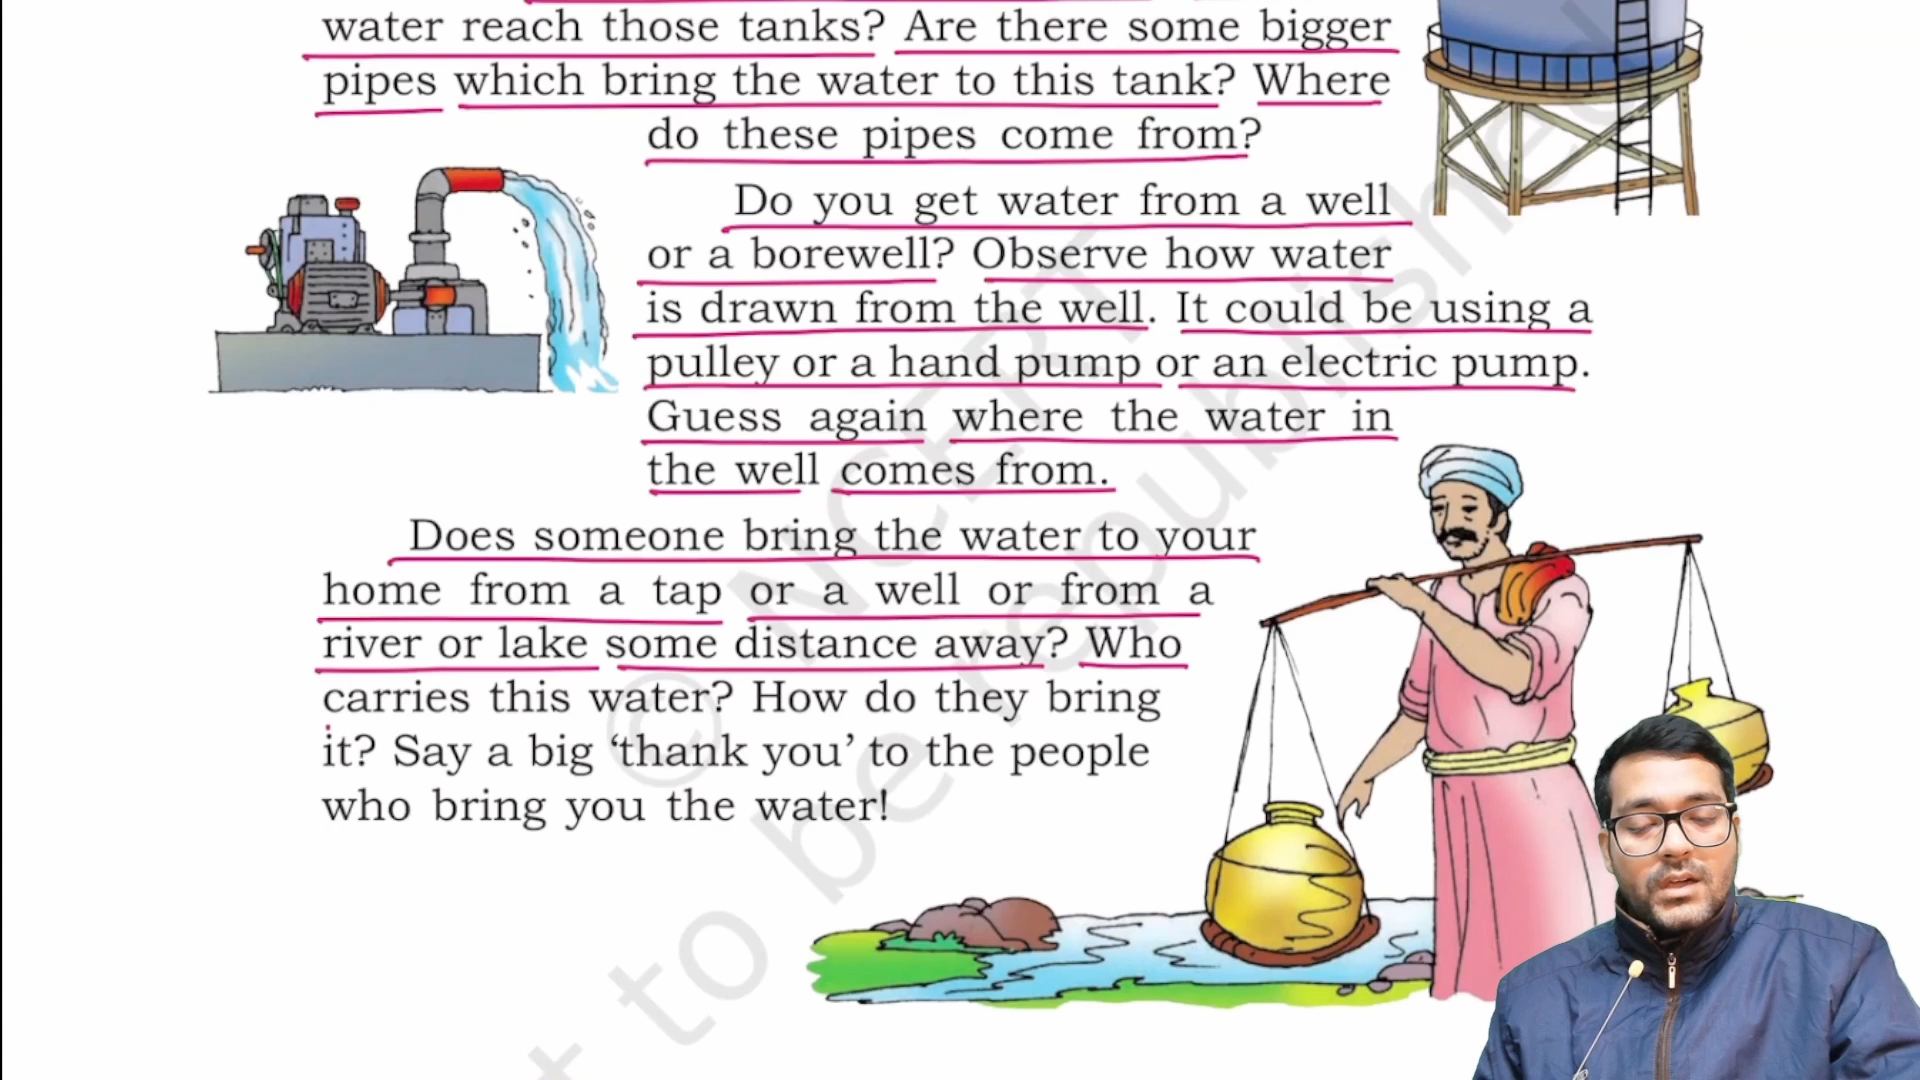 water reach those tanks? Are there some bigger
pipes which bring the water to this tank? Where
do these pipes come from?
Do you get water from a well
or a borewell? Observe how water
is drawn from the well. It could be using a
pulley or a hand pump or an electric pump.
Guess again where the water in
the well comes from.
Does someone bring the water to your
home from a tap or a well or from a
river or lake some distance away? Who
carries this water? How do they bring
it? Say a big ‘thank you’ to the people
who bring you the water!
© NCERT
to be republished